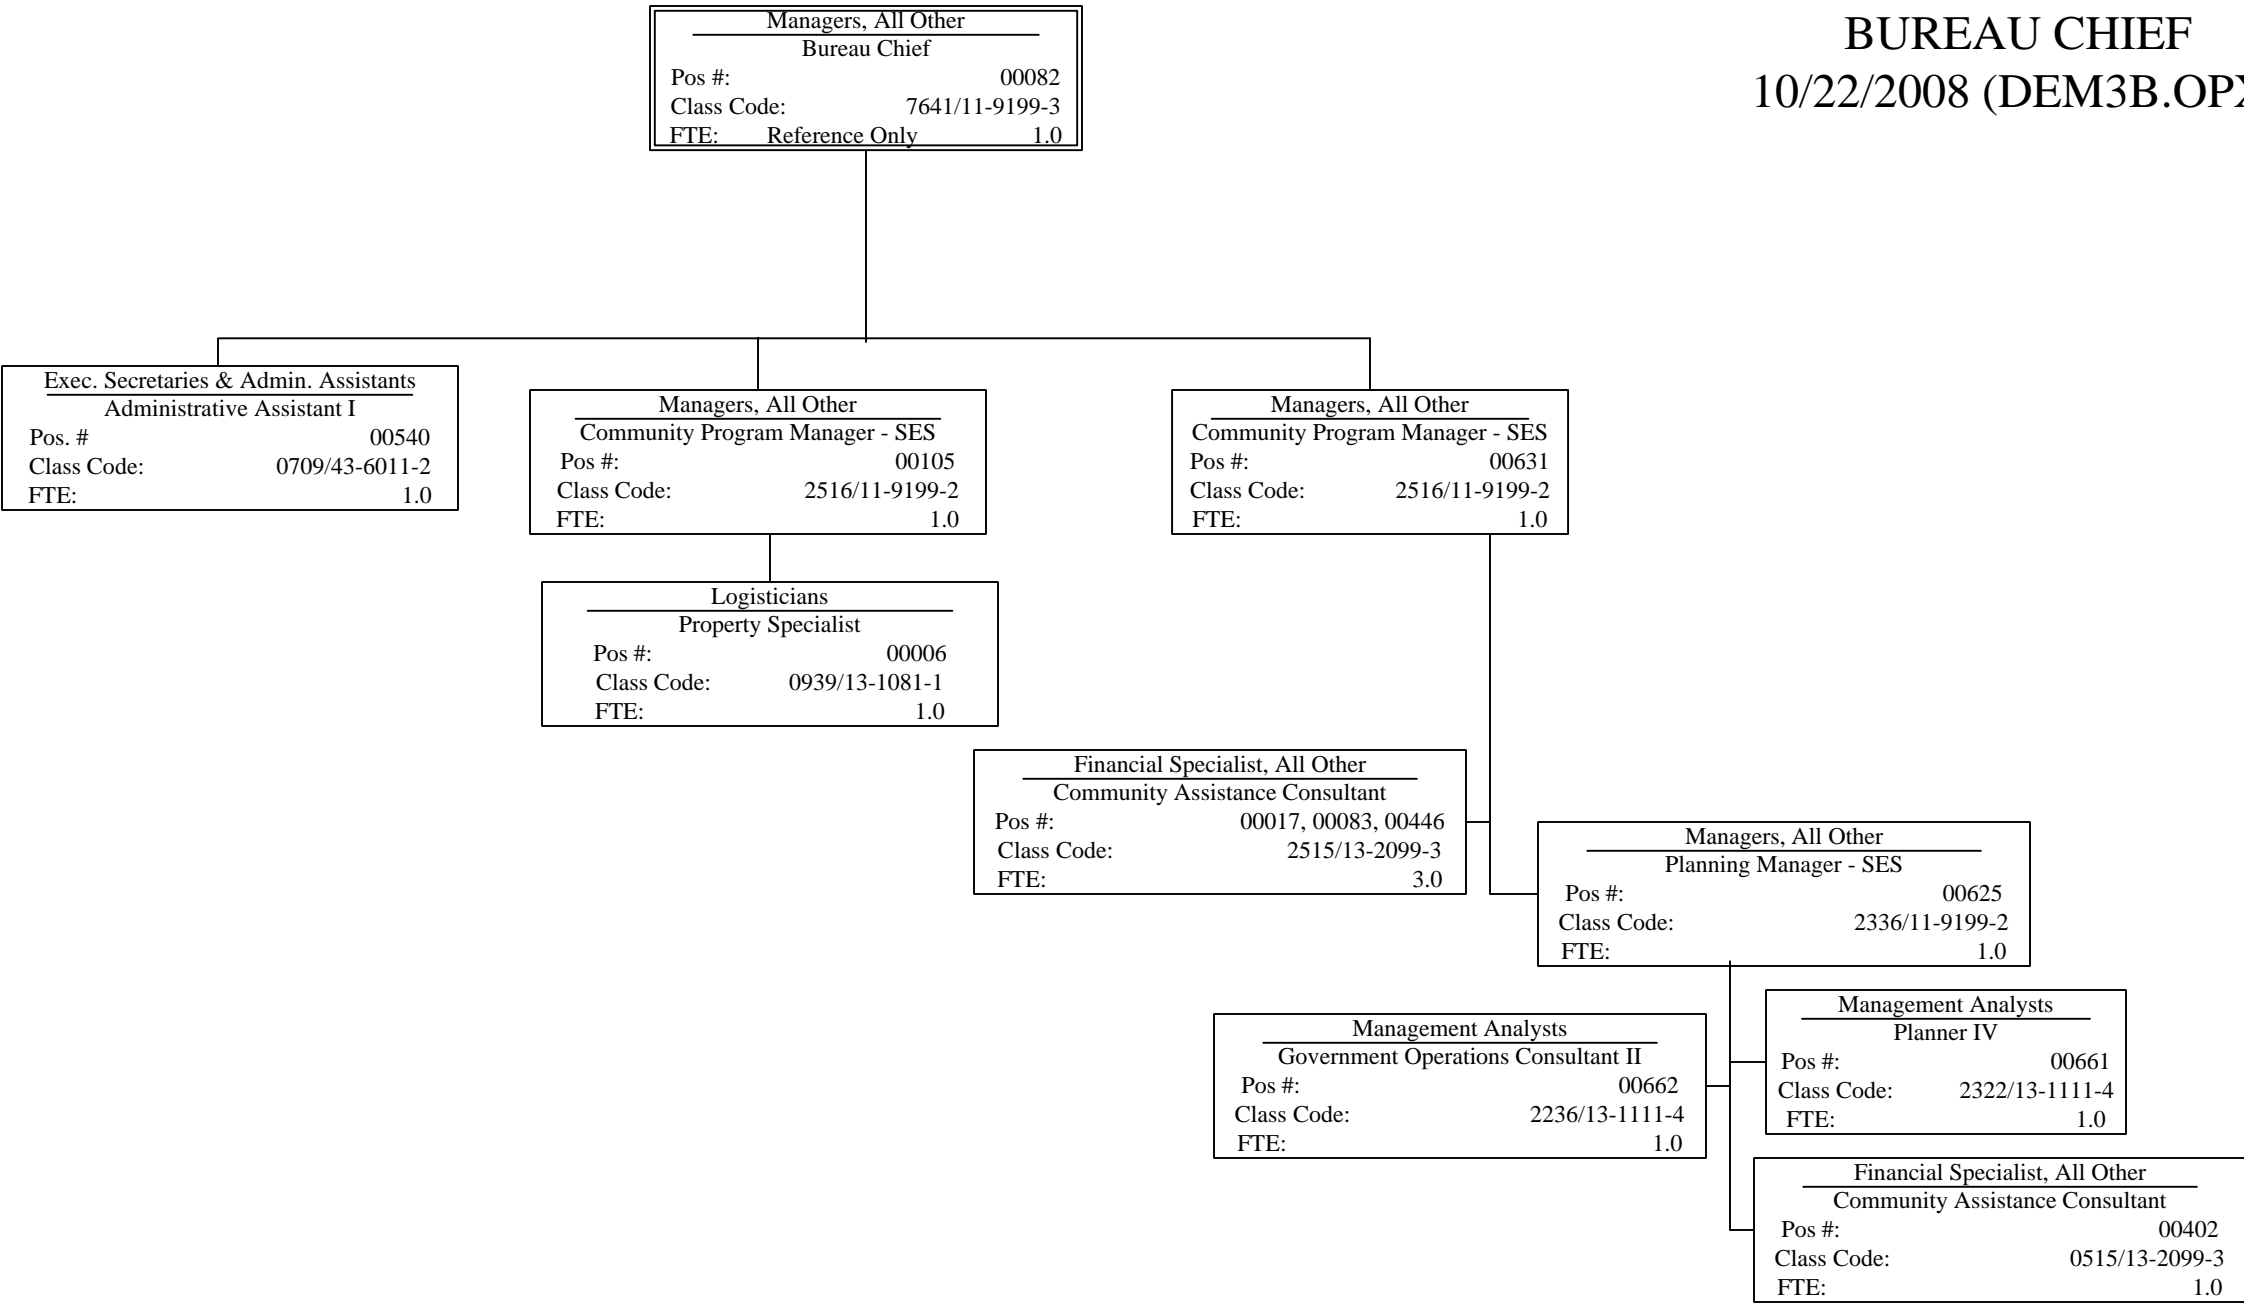 BUREAU CHIEF
10/22/2008 (DEM3B.OPX
Managers, All Other
Bureau Chief
Pos #: 00082
Class Code: 7641/11-9199-3
FTE: Reference Only 1.0
Exec. Secretaries & Admin. Assistants
Administrative Assistant I
Pos. # 00540
Class Code: 0709/43-6011-2
FTE: 1.0
Managers, All Other
Community Program Manager - SES
Pos #: 00105
Class Code: 2516/11-9199-2
FTE: 1.0
Managers, All Other
Community Program Manager - SES
Pos #: 00631
Class Code: 2516/11-9199-2
FTE: 1.0
Logisticians
Property Specialist
Pos #: 00006
Class Code: 0939/13-1081-1
FTE: 1.0
Financial Specialist, All Other
Community Assistance Consultant
Pos #: 00017, 00083, 00446
Class Code: 2515/13-2099-3
FTE: 3.0
Managers, All Other
Planning Manager - SES
Pos #: 00625
Class Code: 2336/11-9199-2
FTE: 1.0
Management Analysts
Government Operations Consultant II
Pos #: 00662
Class Code: 2236/13-1111-4
FTE: 1.0
Management Analysts
Planner IV
Pos #: 00661
Class Code: 2322/13-1111-4
FTE: 1.0
Financial Specialist, All Other
Community Assistance Consultant
Pos #: 00402
Class Code: 0515/13-2099-3
FTE: 1.0